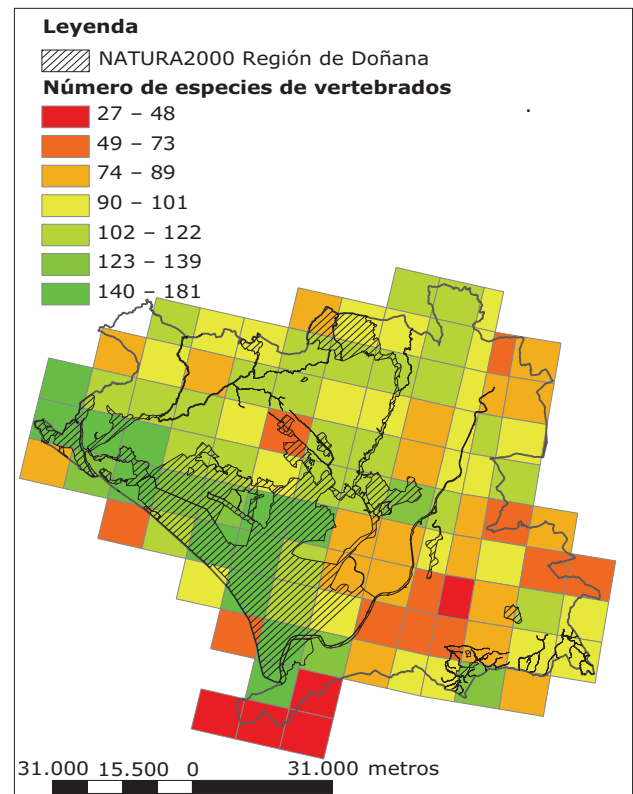 Leyenda
NATURA2000 Región de Doñana
Número de especies de vertebrados
27 – 48
49 – 73
74 – 89
90 – 101
102 – 122
123 – 139
140 – 181
31.000 15.500 0 31.000 metros